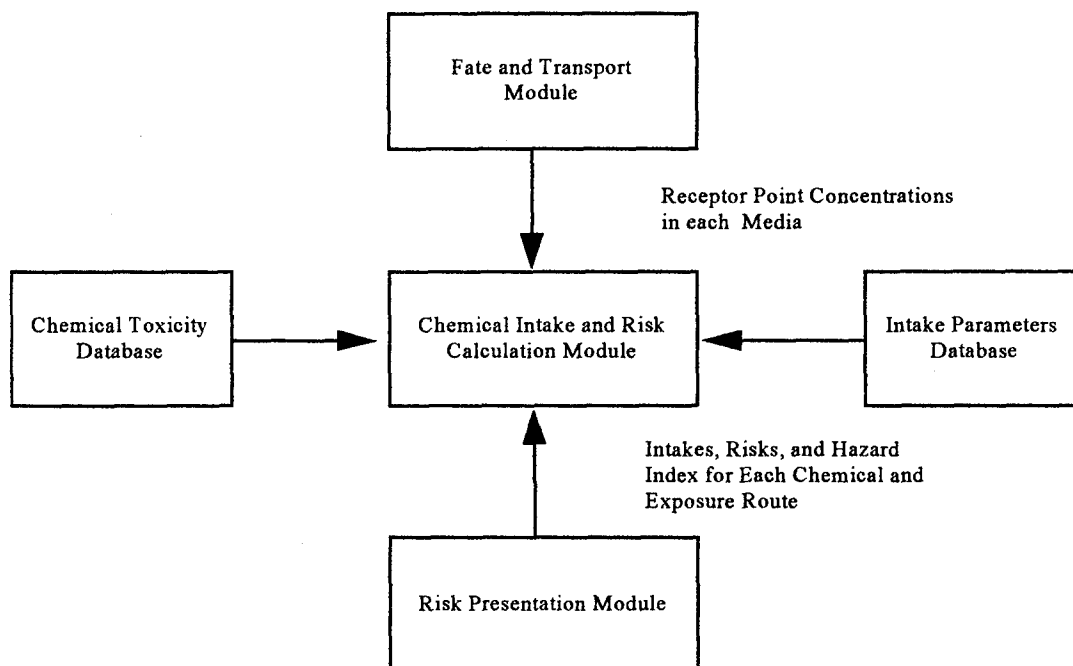 Fate and Transport
Module
Receptor Point Concentrations
in each Media
Chemical Toxicity
Database
Chemical Intake and Risk
Calculation Module
Intake Parameters
Database
Intakes, Risks, and Hazard
Index for Each Chemical and
Exposure Route
Risk Presentation Module